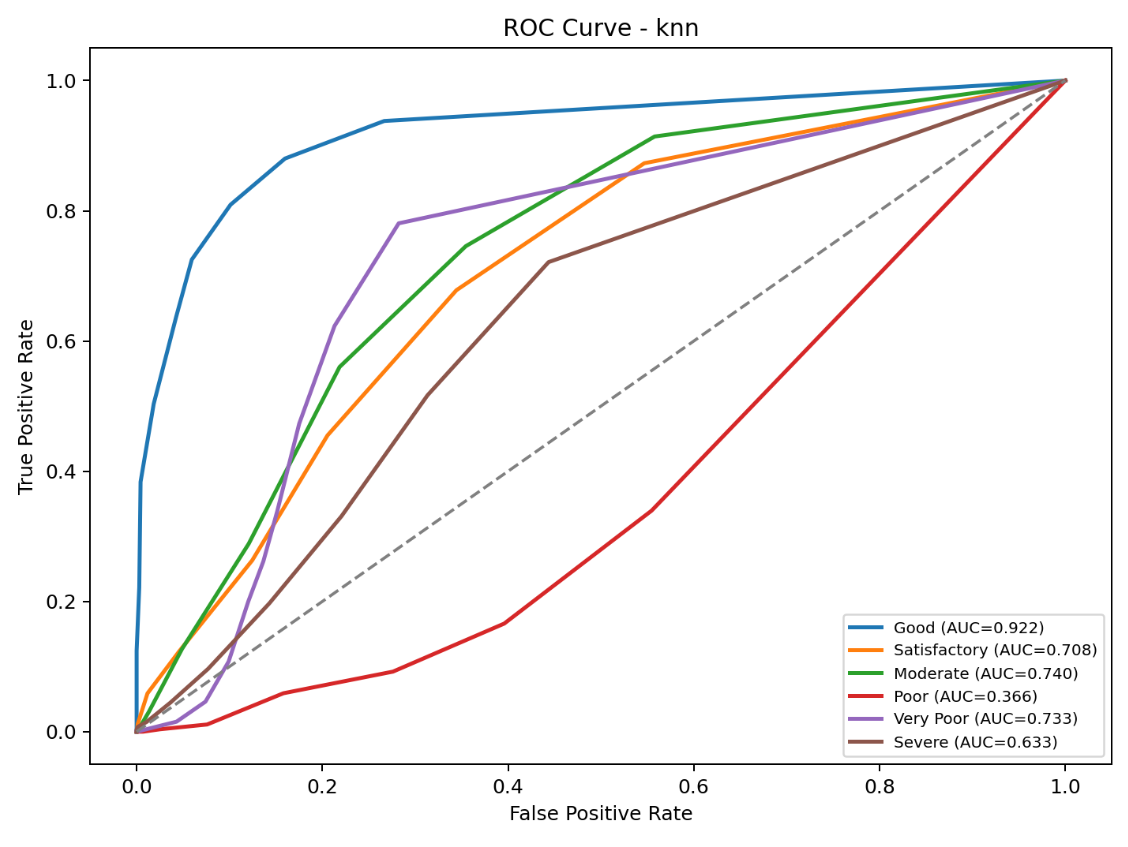 ROC Curve - knn
True Positive Rate
1.0
0.8
0.6
0.4
0.2
0.0
Good (AUC=0.922)
Satisfactory (AUC=0.708)
Moderate (AUC=0.740)
Poor (AUC=0.366)
Very Poor (AUC=0.733)
Severe (AUC=0.633)
0.0 0.2 0.4 0.6 0.8 1.0
False Positive Rate